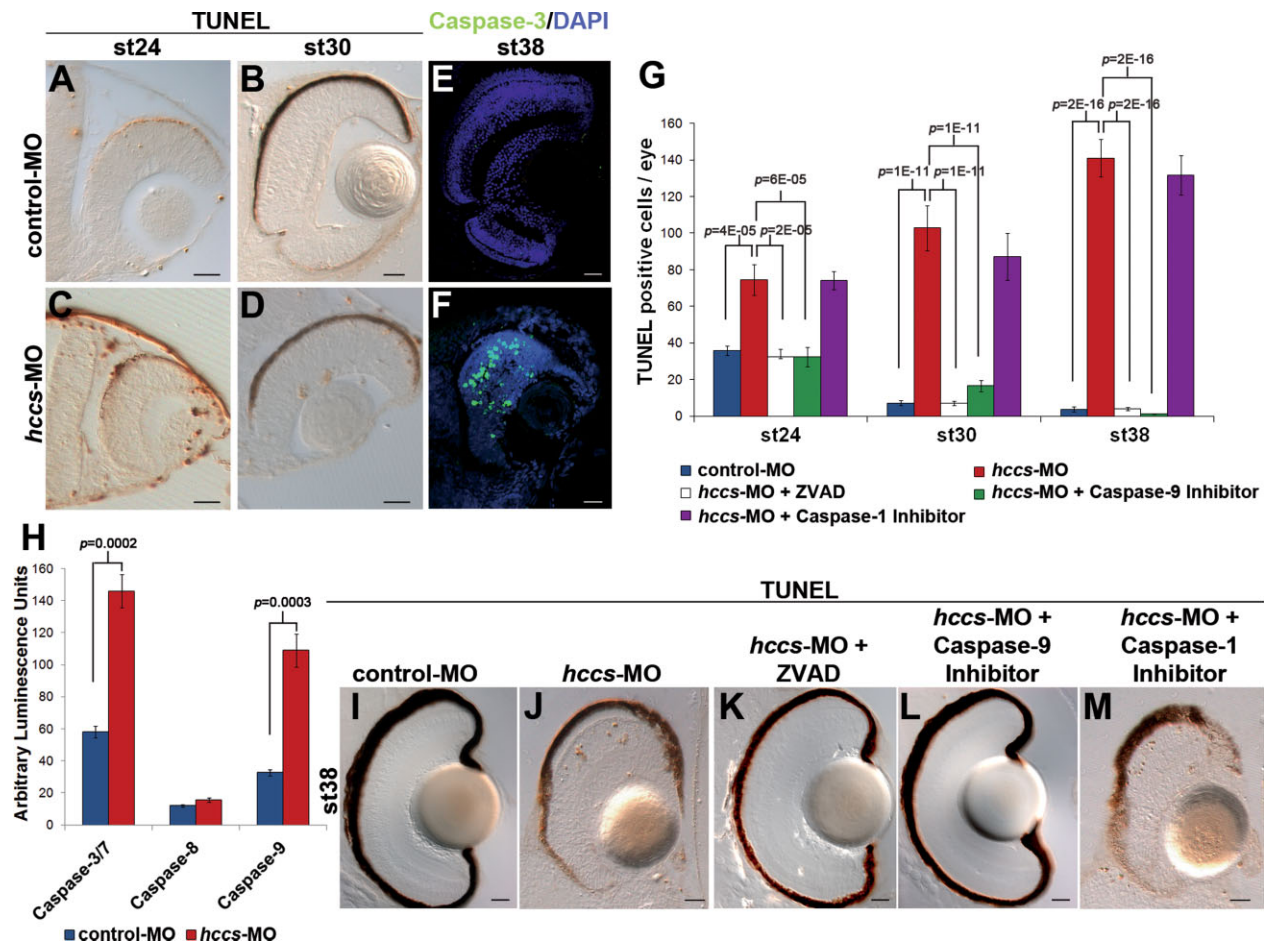 TUNEL
Caspase-3/DAPI
st24
st30
st38
control-MO
hccs-MO
A
B
E
C
D
F
G
TUNEL positive cells / eye
160
140
120
100
80
60
40
20
0
p=4E-05
p=2E-05
p=6E-05
p=1E-11
p=1E-11
p=1E-11
p=2E-16
p=2E-16
p=2E-16
st24
st30
st38
control-MO
hccs-MO
hccs-MO + ZVAD
hccs-MO + Caspase-9 Inhibitor
hccs-MO + Caspase-1 Inhibitor
H
Arbitrary Luminescence Units
180
160
140
120
100
80
60
40
20
0
p=0.0002
p=0.0003
Caspase-3/7
Caspase-8
Caspase-9
control-MO
hccs-MO
TUNEL
control-MO
hccs-MO
hccs-MO +
ZVAD
hccs-MO +
Caspase-9
Inhibitor
hccs-MO +
Caspase-1
Inhibitor
st38
I
J
K
L
M